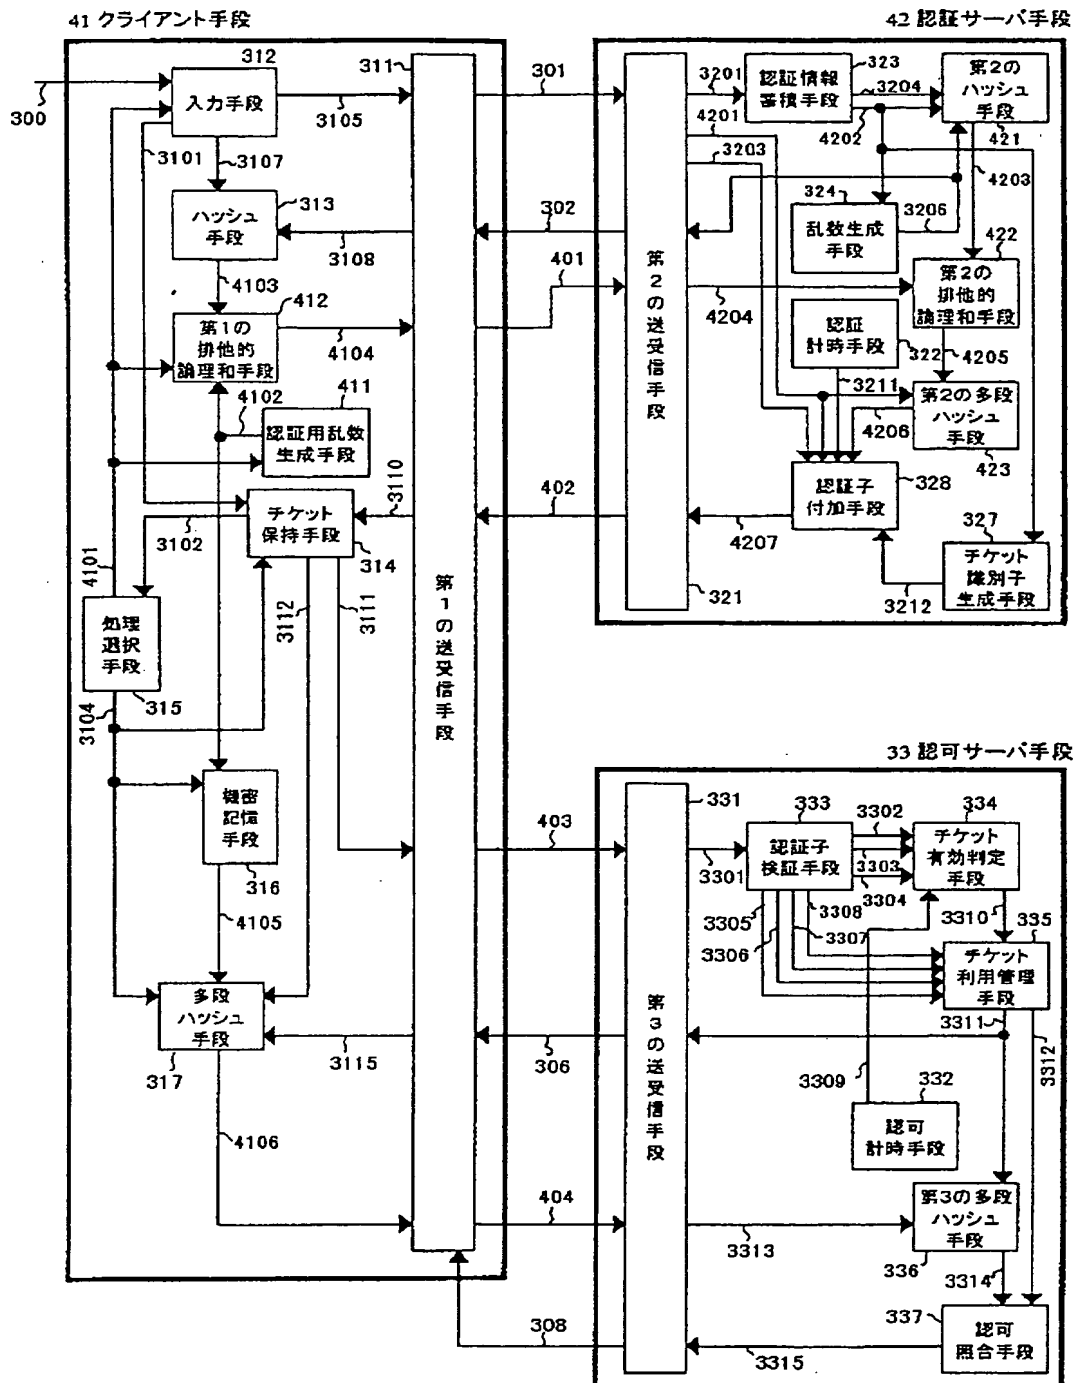 41 クライアント手段
42 認証サーバ手段
300
312
入力手段
3105
3101
3107
313
ハッシュ
手段
3108
4103
412
第1の
排他的
論理和手段
4104
4102
411
認証用乱数
生成手段
3110
チケット
保持手段
314
3102
4101
処理
選択
手段
315
3104
3112
3111
機密
記憶
手段
316
4105
多段
ハッシュ
手段
317
3115
4106
311
第1の送受信手段
301
302
401
402
403
306
404
308
第2の送受信手段
321
3201
4201
3203
認証情報
蓄積手段
323
3204
4202
第2の
ハッシュ
手段
421
4203
324
乱数生成
手段
3206
422
第2の
排他的
論理和手段
4204
認証
計時手段
322
4205
3211
第2の多段
ハッシュ
手段
423
4206
認証子
付加手段
328
4207
327
チケット
識別子
生成手段
3212
33 認可サーバ手段
331
第3の送受信手段
333
認証子
検証手段
3301
3302
3303
3304
334
チケット
有効判定
手段
3305
3306
3307
3308
3310
335
チケット
利用管理
手段
3311
3312
3309
332
認可
計時手段
第3の多段
ハッシュ
手段
336
3313
3314
337
認可
照合手段
3315